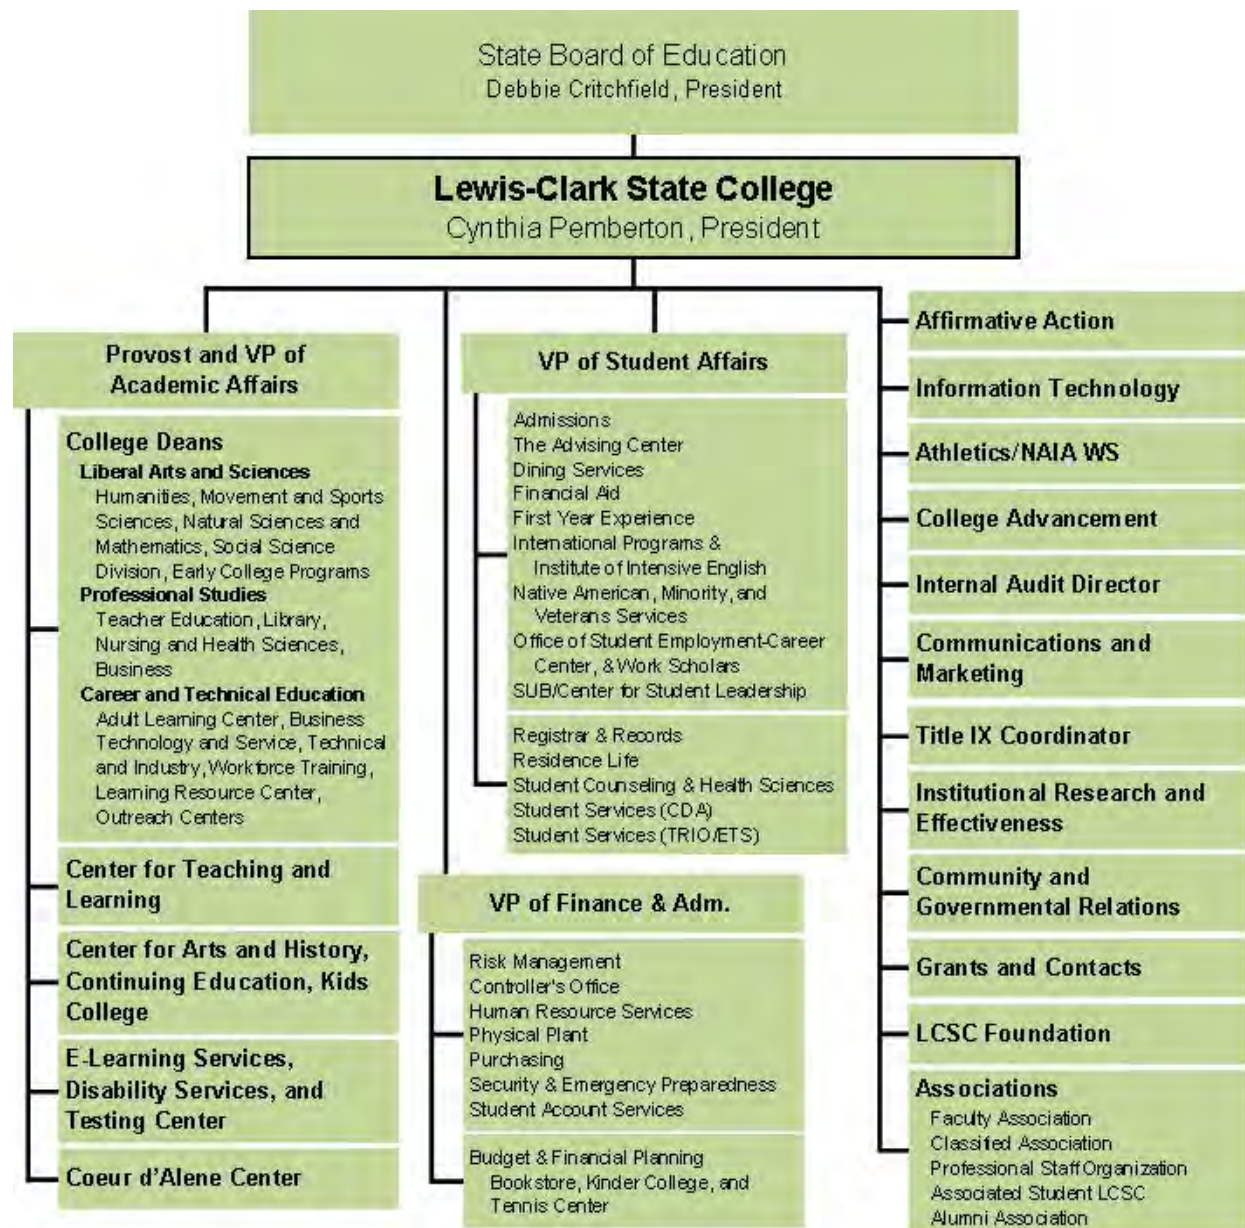 State Board of Education
Debbie Critchfield, President
Lewis-Clark State College
Cynthia Pemberton, President
Provost and VP of
Academic Affairs
College Deans
Liberal Arts and Sciences
Humanities, Movement and Sports
Sciences, Natural Sciences and
Mathematics, Social Science
Division, Early College Programs
Professional Studies
Teacher Education, Library,
Nursing and Health Sciences,
Business
Career and Technical Education
Adult Learning Center, Business
Technology and Service, Technical
and Industry, Workforce Training,
Learning Resource Center,
Outreach Centers
Center for Teaching and
Learning
Center for Arts and History,
Continuing Education, Kids
College
E-Learning Services,
Disability Services, and
Testing Center
Coeur d'Alene Center
VP of Student Affairs
Admissions
The Advising Center
Dining Services
Financial Aid
First Year Experience
International Programs &
Institute of Intensive English
Native American, Minority, and
Veterans Services
Office of Student Employment-Career
Center, & Work Scholars
SUB/Center for Student Leadership
Registrar & Records
Residence Life
Student Counseling & Health Sciences
Student Services (CDA)
Student Services (TRIO/ETS)
VP of Finance & Adm.
Risk Management
Controller's Office
Human Resource Services
Physical Plant
Purchasing
Security & Emergency Preparedness
Student Account Services
Budget & Financial Planning
Bookstore, Kinder College, and
Tennis Center
Affirmative Action
Information Technology
Athletics/NAIA WS
College Advancement
Internal Audit Director
Communications and
Marketing
Title IX Coordinator
Institutional Research and
Effectiveness
Community and
Governmental Relations
Grants and Contacts
LCSC Foundation
Associations
Faculty Association
Classified Association
Professional Staff Organization
Associated Student LCSC
Alumni Association